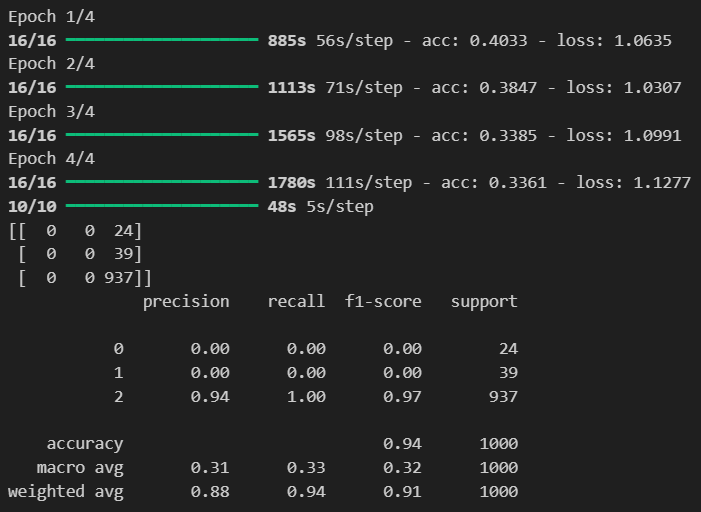 Epoch 1/4
16/16 ━━━━━━━━━━━━━━━━━━━━ 885s 56s/step - acc: 0.4033 - loss: 1.0635
Epoch 2/4
16/16 ━━━━━━━━━━━━━━━━━━━━ 1113s 71s/step - acc: 0.3847 - loss: 1.0307
Epoch 3/4
16/16 ━━━━━━━━━━━━━━━━━━━━ 1565s 98s/step - acc: 0.3385 - loss: 1.0991
Epoch 4/4
16/16 ━━━━━━━━━━━━━━━━━━━━ 1780s 111s/step - acc: 0.3361 - loss: 1.1277
10/10 ━━━━━━━━━━━━━━━━━━━━ 48s 5s/step
[[  0   0  24]
 [  0   0  39]
 [  0   0 937]]
              precision    recall  f1-score   support

           0       0.00      0.00      0.00        24
           1       0.00      0.00      0.00        39
           2       0.94      1.00      0.97       937

    accuracy                           0.94      1000
   macro avg       0.31      0.33      0.32      1000
weighted avg       0.88      0.94      0.91      1000